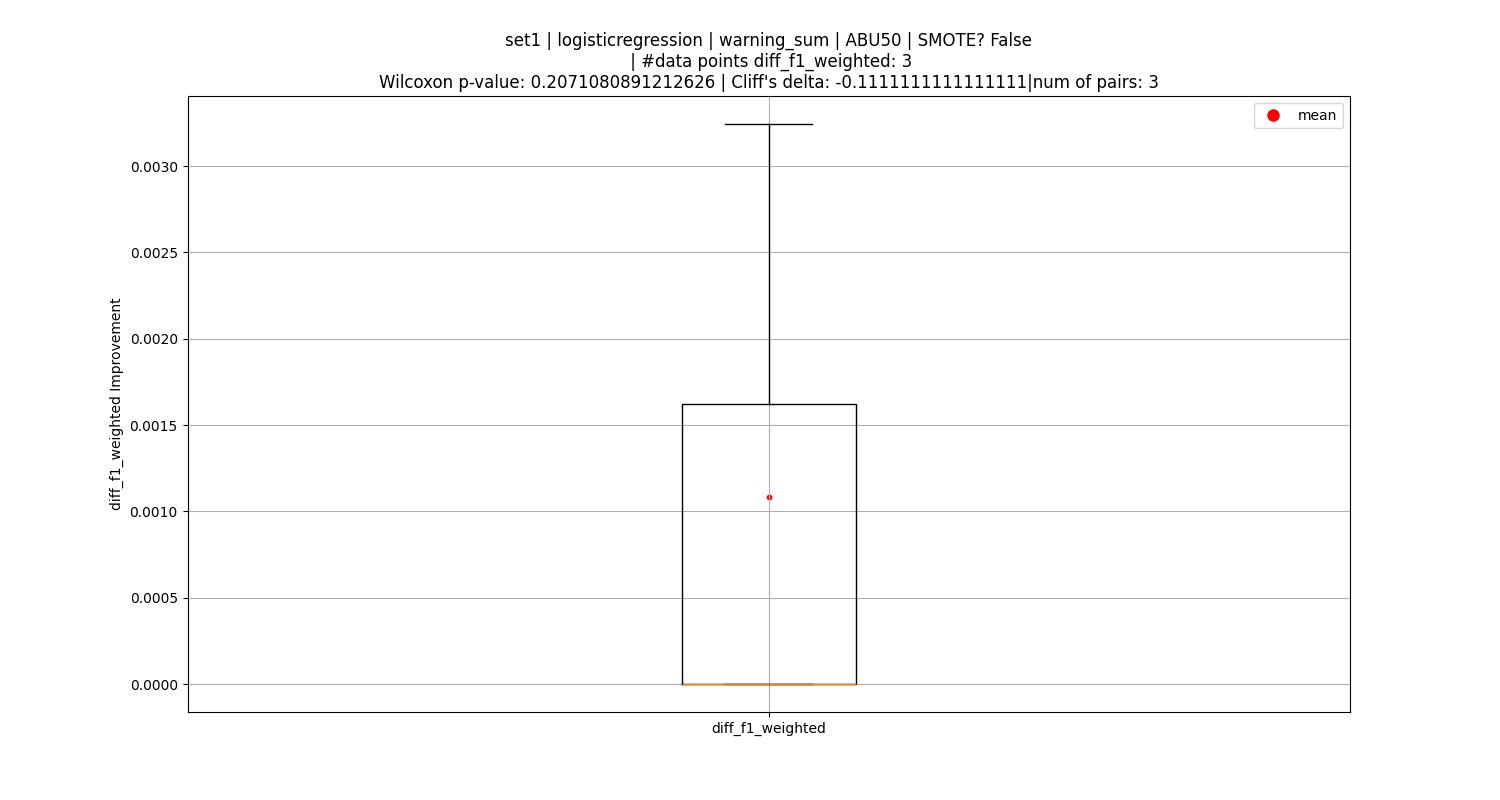 set1 | logisticregression | warning_sum | ABU50 | SMOTE? False
| #data points diff_f1_weighted: 3
Wilcoxon p-value: 0.2071080891212626 | Cliff's delta: -0.1111111111111111|num of pairs: 3
mean
0.0030
0.0025
0.0020
0.0015
0.0010
0.0005
0.0000
diff_f1_weighted Improvement
diff_f1_weighted